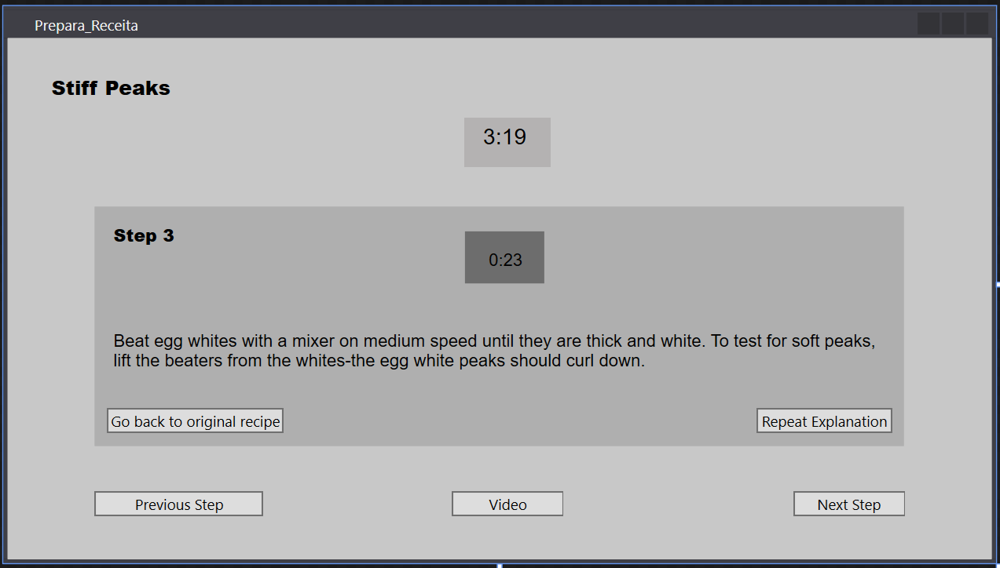 Prepara_Receita
Stiff Peaks
3:19
Step 3
0:23
Beat egg whites with a mixer on medium speed until they are thick and white. To test for soft peaks,
lift the beaters from the whites-the egg white peaks should curl down.
Go back to original recipe
Repeat Explanation
Previous Step
Video
Next Step